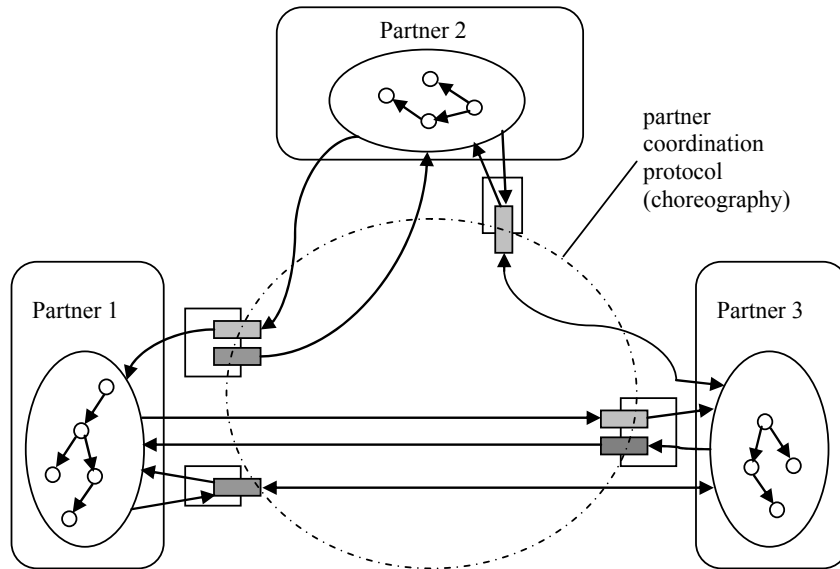 Partner 2
partner
coordination
protocol
(choreography)
Partner 1
Partner 3